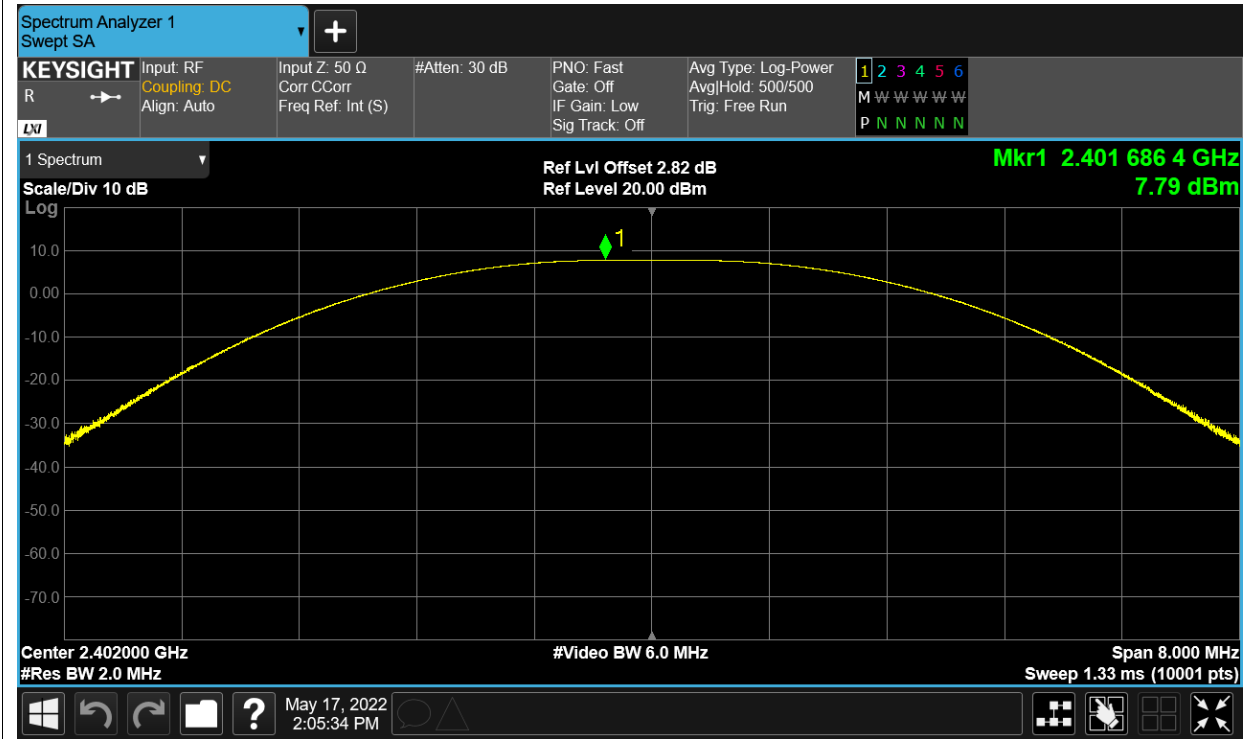 Spectrum Analyzer 1
Swept SA
KEYSIGHT
R
LXI
Input: RF
Coupling: DC
Align: Auto
Input Z: 50 Ω
Corr CCorr
Freq Ref: Int (S)
#Atten: 30 dB
PNO: Fast
Gate: Off
IF Gain: Low
Sig Track: Off
Avg Type: Log-Power
Avg|Hold: 500/500
Trig: Free Run
1 2 3 4 5 6
M W W W W W
P N N N N N
1 Spectrum
Scale/Div 10 dB
Log
Ref Lvl Offset 2.82 dB
Ref Level 20.00 dBm
Mkr1 2.401 686 4 GHz
7.79 dBm
1
10.0
0.00
-10.0
-20.0
-30.0
-40.0
-50.0
-60.0
-70.0
Center 2.402000 GHz
#Res BW 2.0 MHz
#Video BW 6.0 MHz
Span 8.000 MHz
Sweep 1.33 ms (10001 pts)
?
May 17, 2022
2:05:34 PM